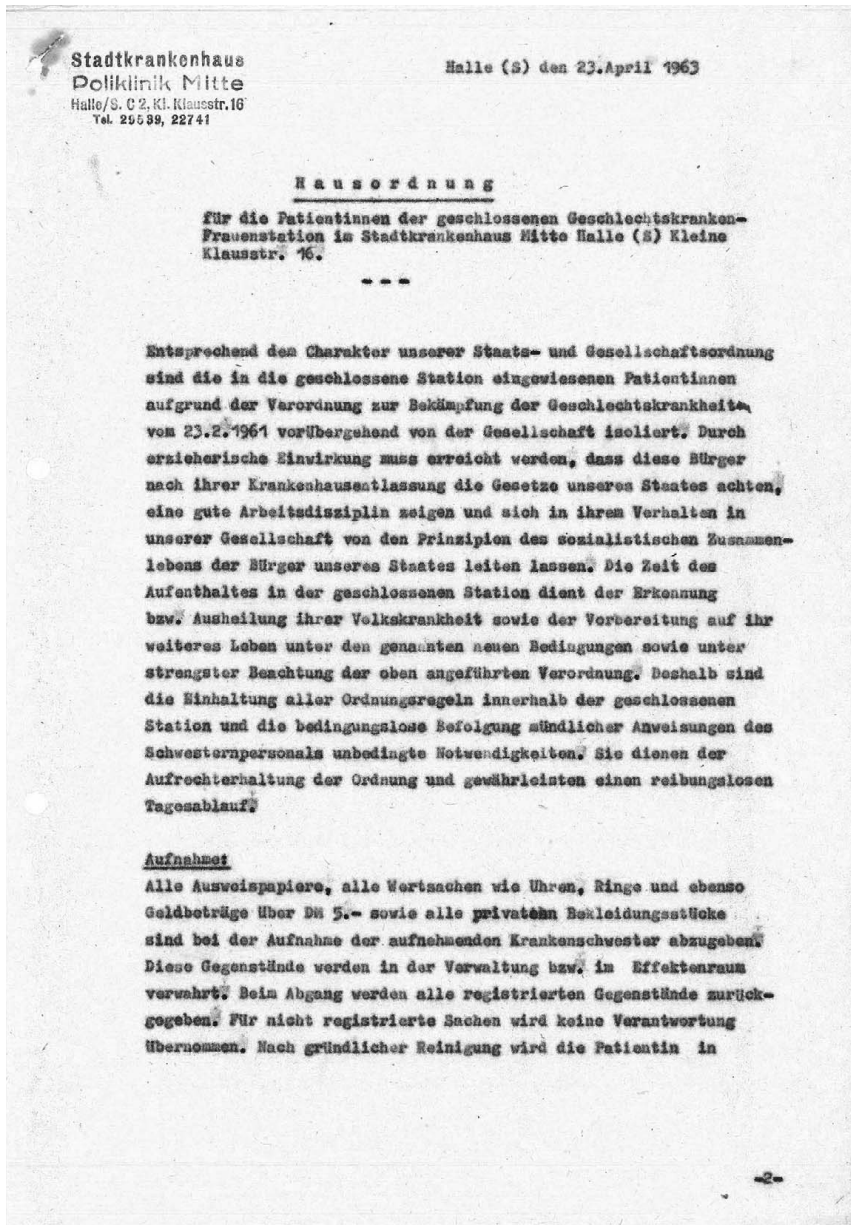 Stadtkrankenhaus
Poliklinik Mitte
Halle/S. C 2, Kl. Klausstr. 16
Tel. 29539, 22741
Halle (S) den 23.April 1963
Hausordnung
für die Patientinnen der geschlossenen Geschlechtskranken-
Frauenstation im Stadtkrankenhaus Mitte Halle (S) Kleine
Klausstr. 16.
---
Entsprechend dem Charakter unserer Staats- und Gesellschaftsordnung
sind die in die geschlossene Station eingewiesenen Patientinnen
aufgrund der Verordnung zur Bekämpfung der Geschlechtskrankheiten
vom 23.2.1961 vorübergehend von der Gesellschaft isoliert. Durch
erzieherische Einwirkung muss erreicht werden, dass diese Bürger
nach ihrer Krankenhausentlassung die Gesetze unseres Staates achten,
eine gute Arbeitsdisziplin zeigen und sich in ihrem Verhalten in
unserer Gesellschaft von den Prinzipien des sozialistischen Zusammen-
lebens der Bürger unseres Staates leiten lassen. Die Zeit des
Aufenthaltes in der geschlossenen Station dient der Erkennung
bzw. Ausheilung ihrer Volkskrankheit sowie der Vorbereitung auf ihr
weiteres Leben unter den genannten neuen Bedingungen sowie unter
strengster Beachtung der oben angeführten Verordnung. Deshalb sind
die Einhaltung aller Ordnungsregeln innerhalb der geschlossenen
Station und die bedingungslose Befolgung mündlicher Anweisungen des
Schwesternpersonals unbedingte Notwendigkeiten. Sie dienen der
Aufrechterhaltung der Ordnung und gewährleisten einen reibungslosen
Tagesablauf.
Aufnahme:
Alle Ausweispapiere, alle Wertsachen wie Uhren, Ringe und ebenso
Geldbeträge über DM 5.- sowie alle privaten Bekleidungsstücke
sind bei der Aufnahme der aufnehmenden Krankenschwester abzugeben.
Diese Gegenstände werden in der Verwaltung bzw. im Effektenraum
verwahrt. Beim Abgang werden alle registrierten Gegenstände zurück-
gegeben. Für nicht registrierte Sachen wird keine Verantwortung
übernommen. Nach gründlicher Reinigung wird die Patientin in
-2-